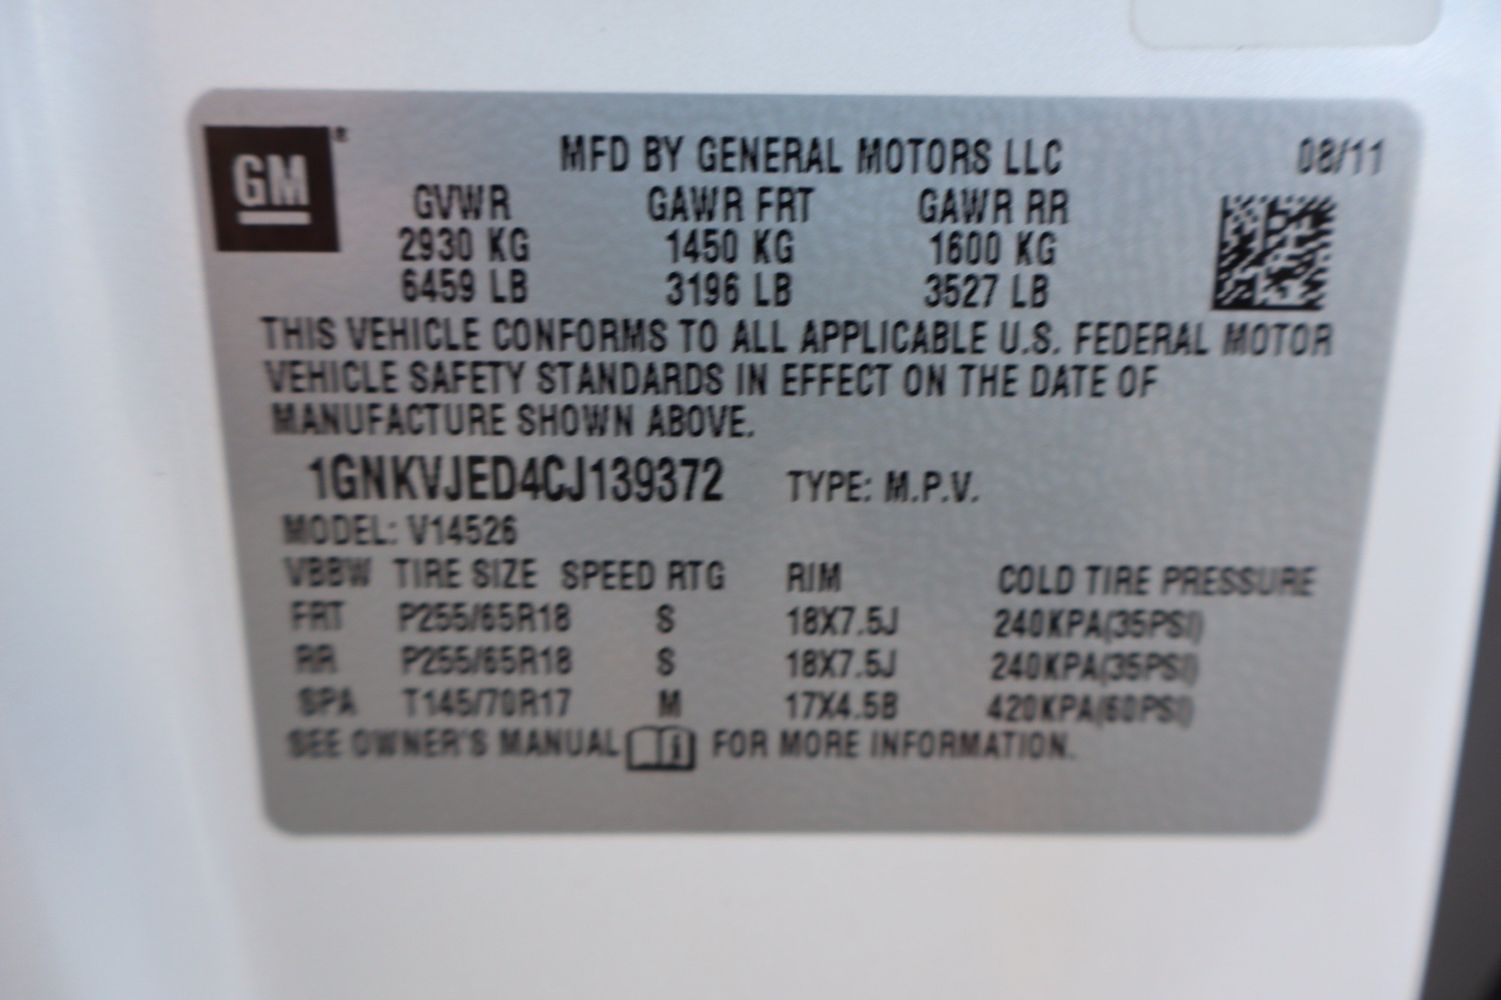 GM®
MFD BY GENERAL MOTORS LLC 08/11
GVWR GAWR FRT GAWR RR
2930 KG 1450 KG 1600 KG
6459 LB 3196 LB 3527 LB
THIS VEHICLE CONFORMS TO ALL APPLICABLE U.S. FEDERAL MOTOR
VEHICLE SAFETY STANDARDS IN EFFECT ON THE DATE OF
MANUFACTURE SHOWN ABOVE.
1GNKVJED4CJ139372 TYPE: M.P.V.
MODEL: V14526
VBBW TIRE SIZE SPEED RTG RIM COLD TIRE PRESSURE
FRT P255/65R18 S 18X7.5J 240KPA(35PSI)
RR P255/65R18 S 18X7.5J 240KPA(35PSI)
SPA T145/70R17 M 17X4.5B 420KPA(60PSI)
SEE OWNER'S MANUAL i FOR MORE INFORMATION.